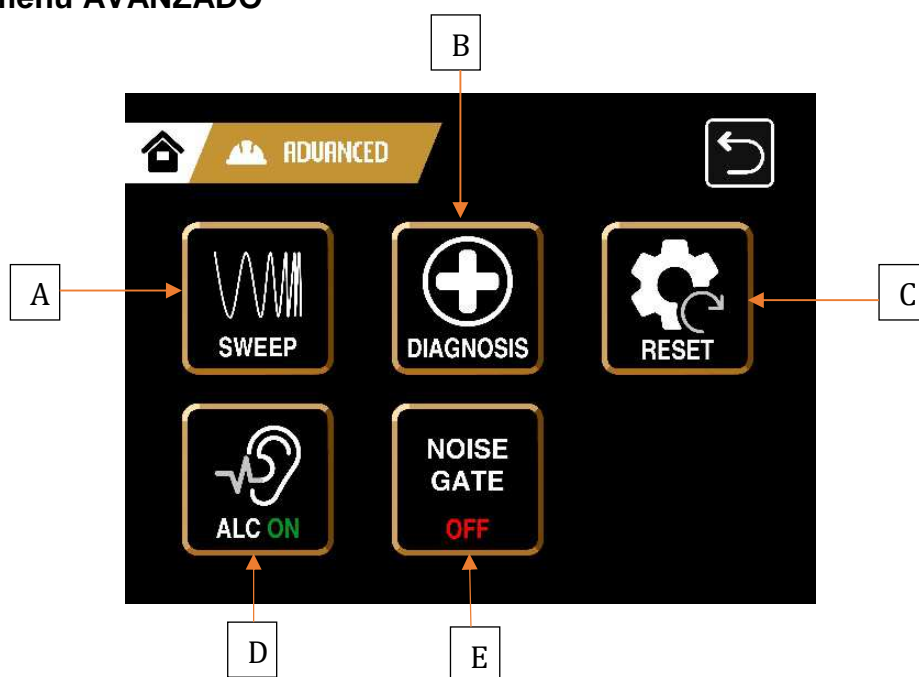 menú AVANZADO
B
ADVANCED
A
C
SWEEP
DIAGNOSIS
RESET
NOISE
GATE
ALC ON
OFF
D
E